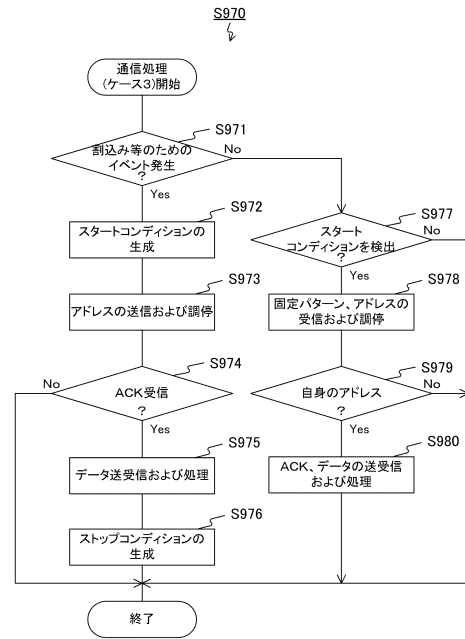 S970
通信処理
(ケース3)開始
S971
割込み等のための
イベント発生
?
No
Yes
S972
スタートコンディションの
生成
S973
アドレスの送信および調停
S974
No
ACK受信
?
Yes
S975
データ送受信および処理
S976
ストップコンディションの
生成
S977
スタート
コンディションを検出
?
No
Yes
S978
固定パターン、アドレスの
受信および調停
S979
自身のアドレス
?
No
Yes
S980
ACK、データの送受信
および処理
終了